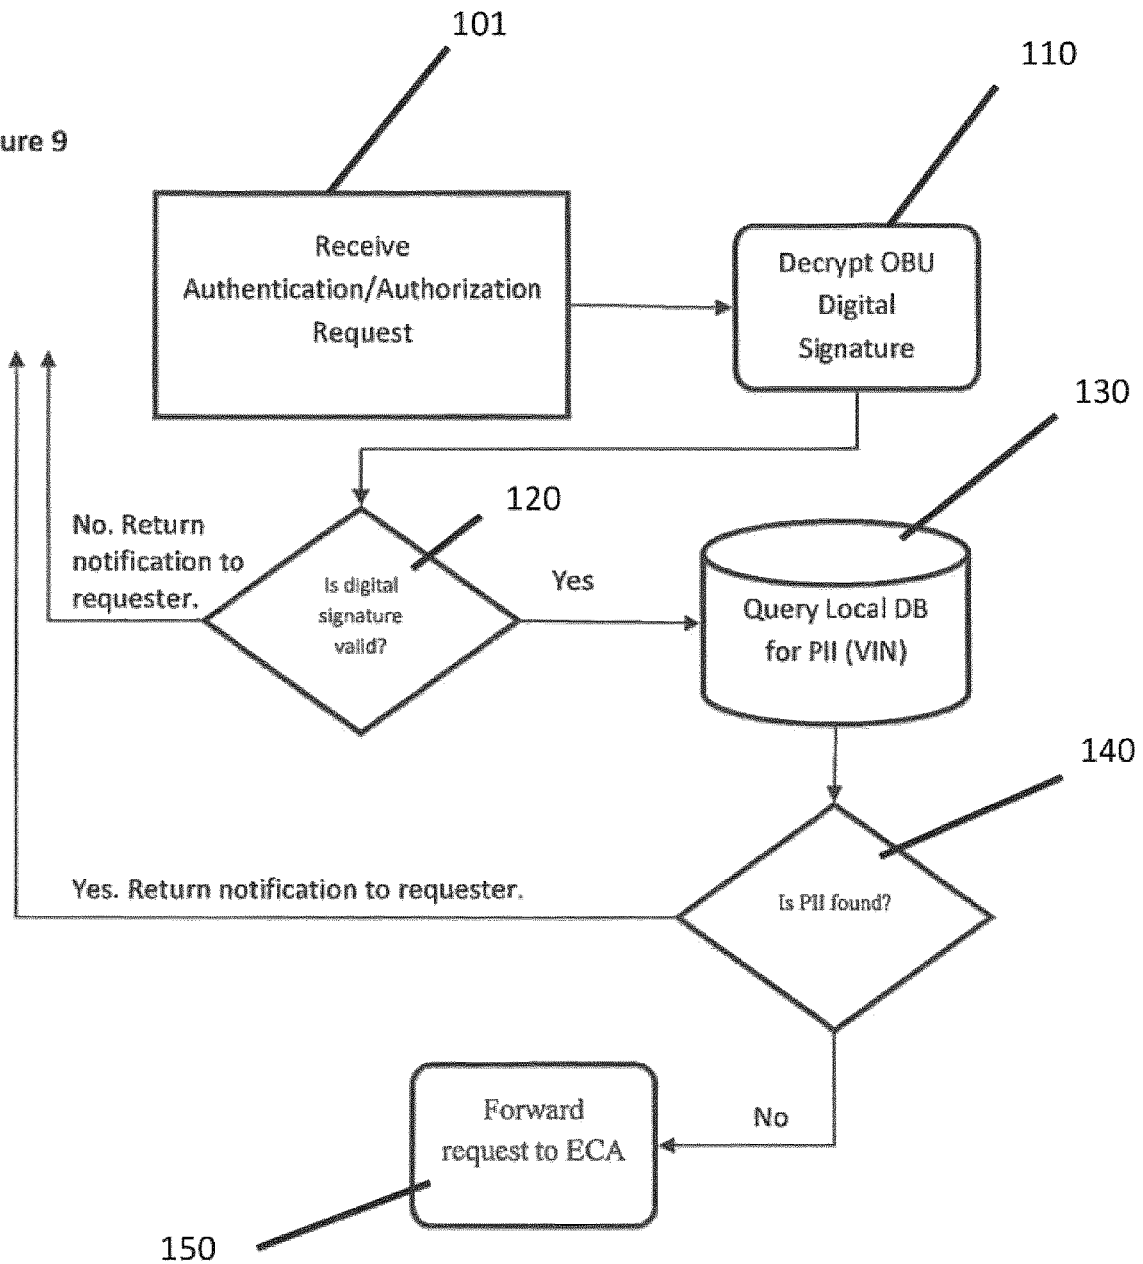 101
110
ure 9
Receive
Authentication/Authorization
Request
Decrypt OBU
Digital
Signature
130
120
No. Return
notification to
requester.
Is digital
signature
valid?
Yes
Query Local DB
for PII (VIN)
140
Yes. Return notification to requester.
Is PII found?
Forward
request to ECA
No
150